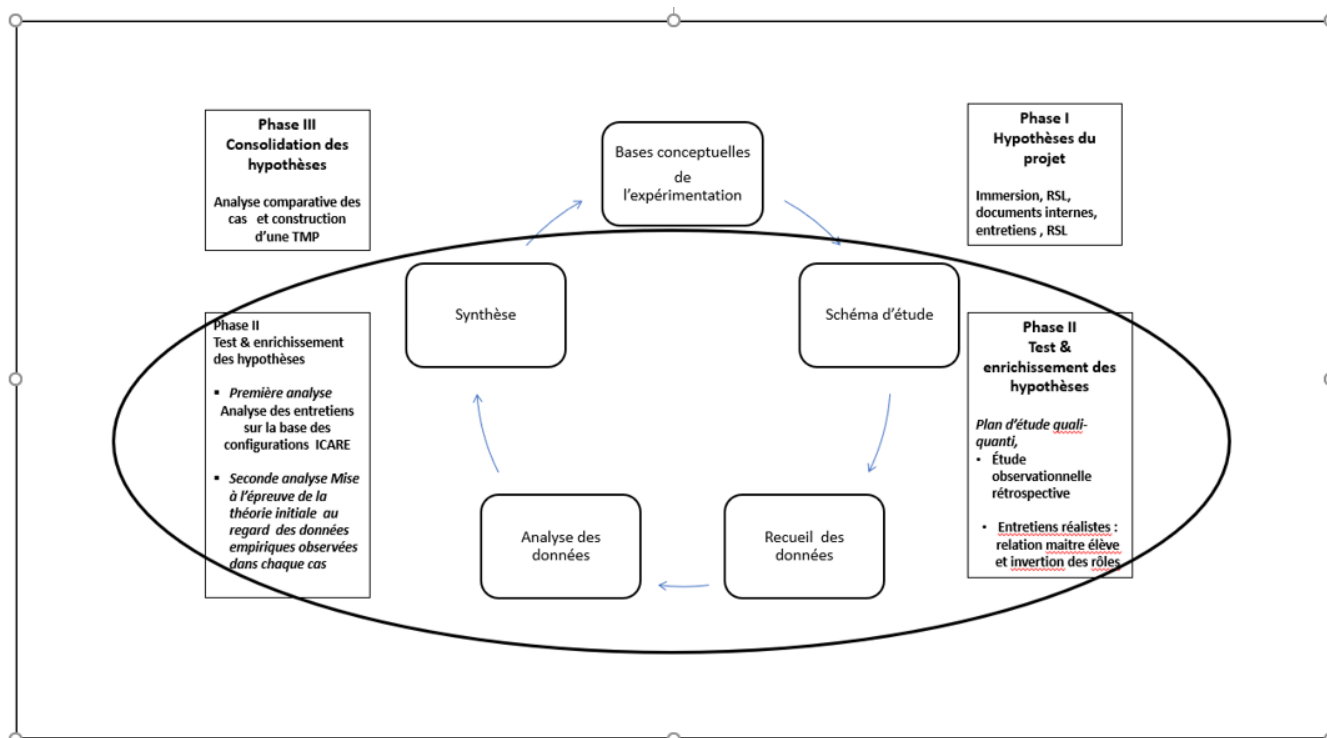 Phase III
Consolidation des
hypothèses
Analyse comparative des
cas et construction
d'une TMP
Bases conceptuelles
de
l'expérimentation
Phase I
Hypothèses du
projet
Immersion, RSL,
documents internes,
entretiens , RSL
Synthèse
Schéma d'étude
Phase II
Test & enrichissement
des hypothèses
▪ Première analyse
Analyse des entretiens
sur la base des
configurations ICARE
▪ Seconde analyse Mise
à l'épreuve de la
théorie initiale au
regard des données
empiriques observées
dans chaque cas
Phase II
Test &
enrichissement des
hypothèses
Plan d'étude quali-
quanti,
• Étude
observationnelle
rétrospective
• Entretiens réalistes :
relation maitre élève
et invertion des rôles
Analyse des
données
Recueil des
données